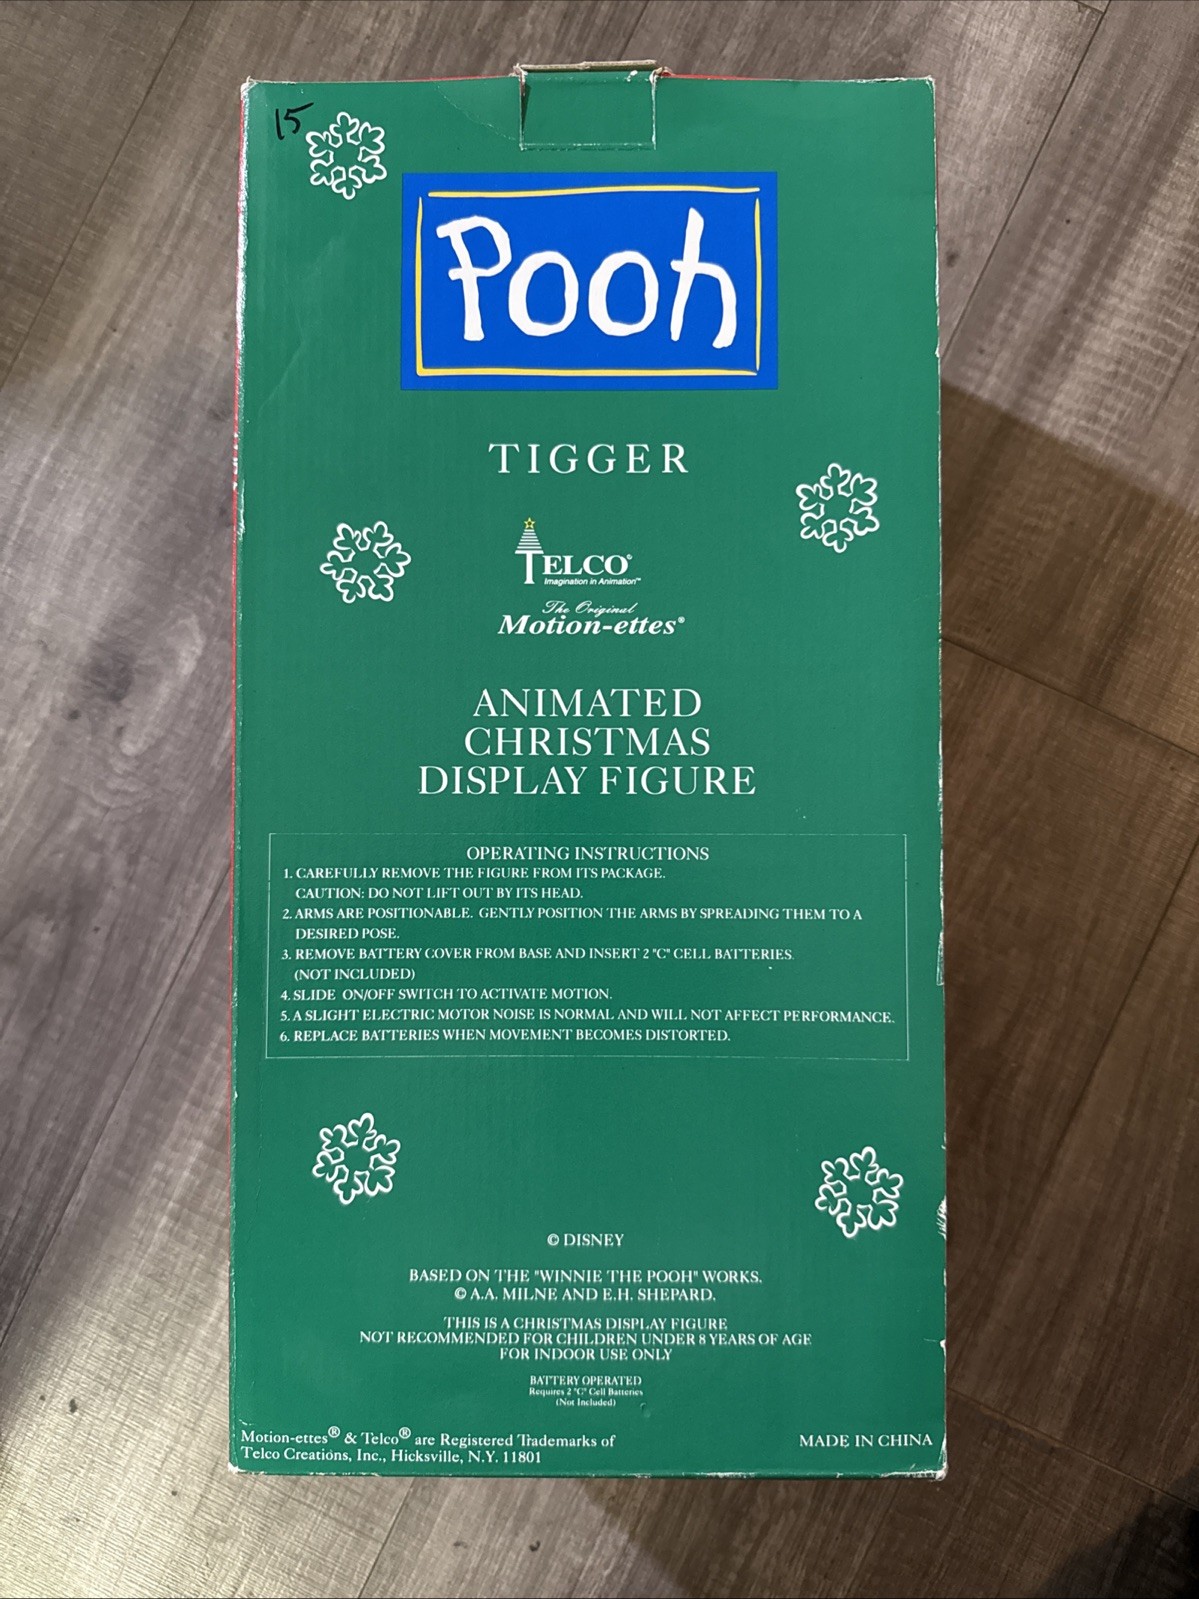 15
Pooh
TIGGER
TELCO®
Imagination in Animation™
The Original
Motion-ettes®
ANIMATED
CHRISTMAS
DISPLAY FIGURE
OPERATING INSTRUCTIONS
1. CAREFULLY REMOVE THE FIGURE FROM ITS PACKAGE.
CAUTION: DO NOT LIFT OUT BY ITS HEAD.
2. ARMS ARE POSITIONABLE. GENTLY POSITION THE ARMS BY SPREADING THEM TO A
DESIRED POSE.
3. REMOVE BATTERY COVER FROM BASE AND INSERT 2 "C" CELL BATTERIES.
(NOT INCLUDED)
4. SLIDE ON/OFF SWITCH TO ACTIVATE MOTION.
5. A SLIGHT ELECTRIC MOTOR NOISE IS NORMAL AND WILL NOT AFFECT PERFORMANCE.
6. REPLACE BATTERIES WHEN MOVEMENT BECOMES DISTORTED.
© DISNEY
BASED ON THE "WINNIE THE POOH" WORKS.
© A.A. MILNE AND E.H. SHEPARD.
THIS IS A CHRISTMAS DISPLAY FIGURE
NOT RECOMMENDED FOR CHILDREN UNDER 8 YEARS OF AGE
FOR INDOOR USE ONLY
BATTERY OPERATED
Requires 2 "C" Cell Batteries
(Not Included)
Motion-ettes® & Telco® are Registered Trademarks of
Telco Creations, Inc., Hicksville, N.Y. 11801
MADE IN CHINA